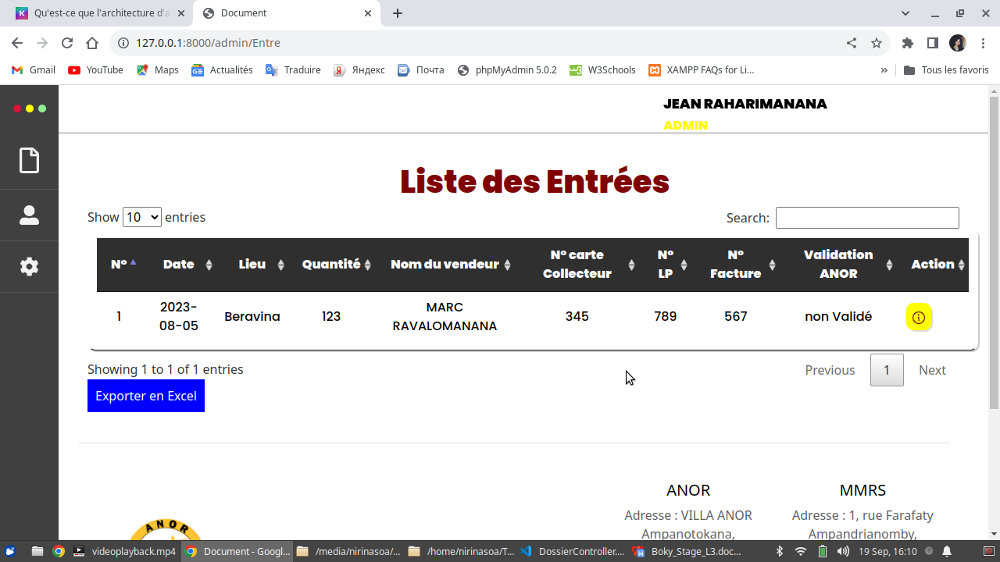 Qu'est-ce que l'architecture d'a
Document
127.0.0.1:8000/admin/Entre
Gmail
YouTube
Maps
Actualités
Traduire
Яндекс
Почта
phpMyAdmin 5.0.2
W3Schools
XAMPP FAQs for Li...
»
Tous les favoris
JEAN RAHARIMANANA
ADMIN
Liste des Entrées
Show 10 entries
Search:
N° Date Lieu Quantité Nom du vendeur N° carte Collecteur N° LP N° Facture Validation ANOR Action
1 2023-08-05 Beravina 123 MARC RAVALOMANANA 345 789 567 non Validé
Showing 1 to 1 of 1 entries
Previous 1 Next
Exporter en Excel
ANOR
Adresse : VILLA ANOR
Ampanotokana,
MMRS
Adresse : 1, rue Farafaty
Ampandrianomby,
ANOR
videoplayback.mp4
Document - Googl...
/media/nirinasoa/...
/home/nirinasoa/T...
DossierController....
Boky_Stage_L3.doc...
19 Sep, 16:10